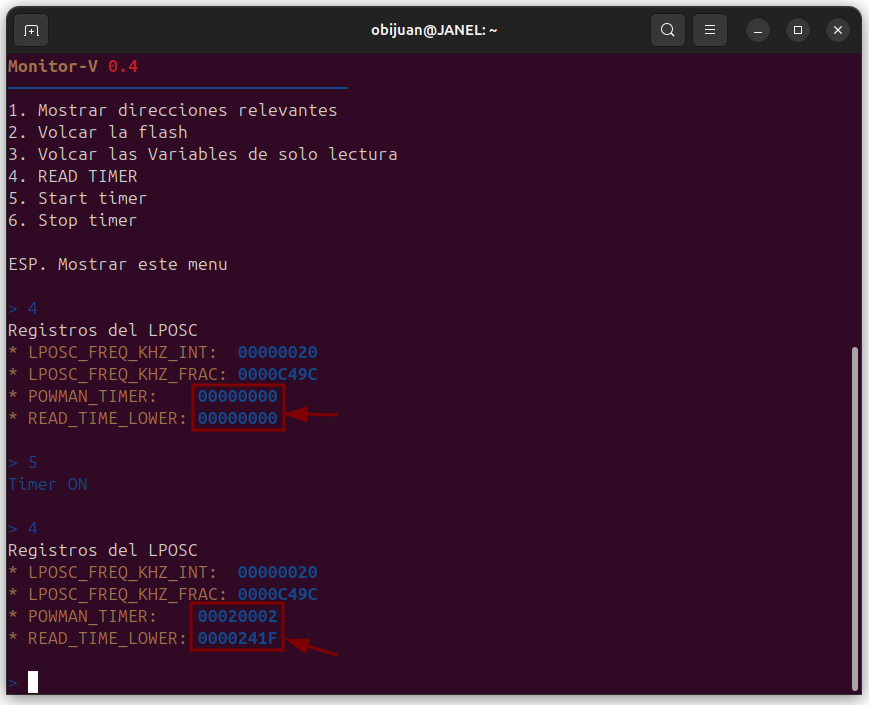 obijuan@JANEL: ~
Monitor-V 0.4
1. Mostrar direcciones relevantes
2. Volcar la flash
3. Volcar las Variables de solo lectura
4. READ TIMER
5. Start timer
6. Stop timer
ESP. Mostrar este menu
> 4
Registros del LPOSC
* LPOSC_FREQ_KHZ_INT:  00000020
* LPOSC_FREQ_KHZ_FRAC: 0000C49C
* POWMAN_TIMER:    00000000
* READ_TIME_LOWER: 00000000
> 5
Timer ON
> 4
Registros del LPOSC
* LPOSC_FREQ_KHZ_INT:  00000020
* LPOSC_FREQ_KHZ_FRAC: 0000C49C
* POWMAN_TIMER:    00020002
* READ_TIME_LOWER: 0000241F
>